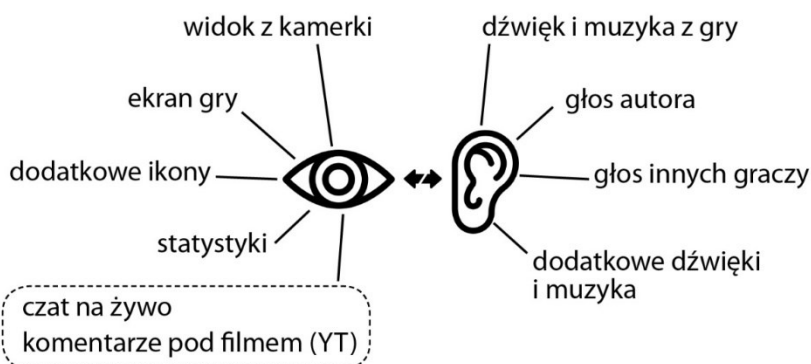 widok z kamerki
ekran gry
dodatkowe ikony
statystyki
czat na żywo
komentarze pod filmem (YT)
dźwięk i muzyka z gry
głos autora
głos innych graczy
dodatkowe dźwięki
i muzyka